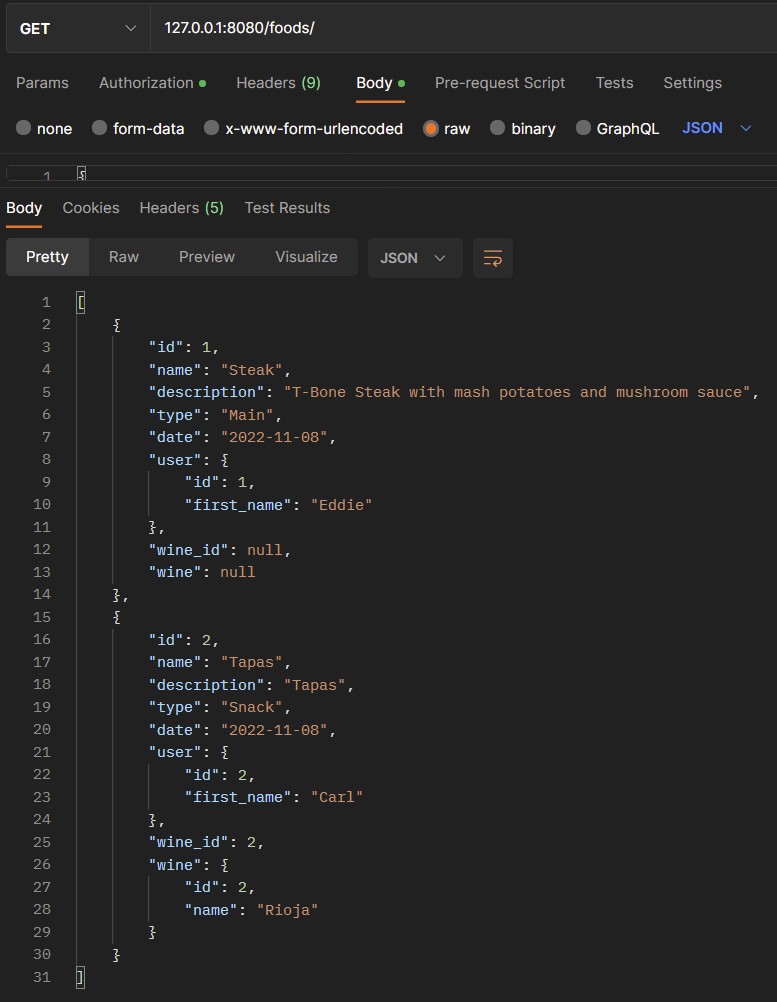 GET 127.0.0.1:8080/foods/
Params Authorization Headers (9) Body Pre-request Script Tests Settings
none form-data x-www-form-urlencoded raw binary GraphQL JSON
1 {
Body Cookies Headers (5) Test Results
Pretty Raw Preview Visualize JSON
1 [
2 {
3 "id": 1,
4 "name": "Steak",
5 "description": "T-Bone Steak with mash potatoes and mushroom sauce",
6 "type": "Main",
7 "date": "2022-11-08",
8 "user": {
9 "id": 1,
10 "first_name": "Eddie"
11 },
12 "wine_id": null,
13 "wine": null
14 },
15 {
16 "id": 2,
17 "name": "Tapas",
18 "description": "Tapas",
19 "type": "Snack",
20 "date": "2022-11-08",
21 "user": {
22 "id": 2,
23 "first_name": "Carl"
24 },
25 "wine_id": 2,
26 "wine": {
27 "id": 2,
28 "name": "Rioja"
29 }
30 }
31 ]